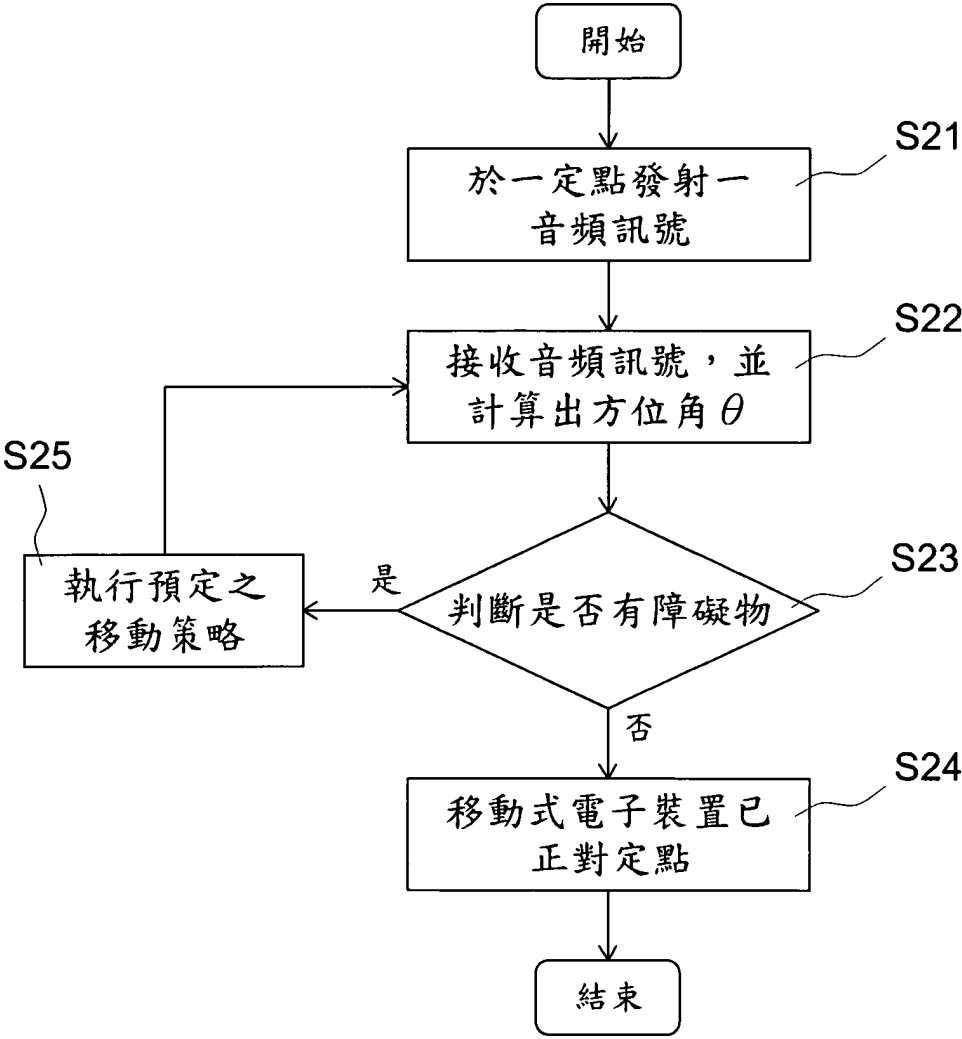 開始
S21
於一定點發射一
音頻訊號
S22
接收音頻訊號，並
計算出方位角θ
S25
執行預定之
移動策略
是
S23
判斷是否有障礙物
否
S24
移動式電子裝置已
正對定點
結束